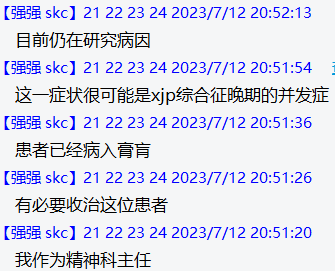 【强强 skc】21 22 23 24 2023/7/12 20:52:13
目前仍在研究病因
【强强 skc】21 22 23 24 2023/7/12 20:51:54
这一症状很可能是xjp综合征晚期的并发症
【强强 skc】21 22 23 24 2023/7/12 20:51:36
患者已经病入膏肓
【强强 skc】21 22 23 24 2023/7/12 20:51:26
有必要收治这位患者
【强强 skc】21 22 23 24 2023/7/12 20:51:20
我作为精神科主任